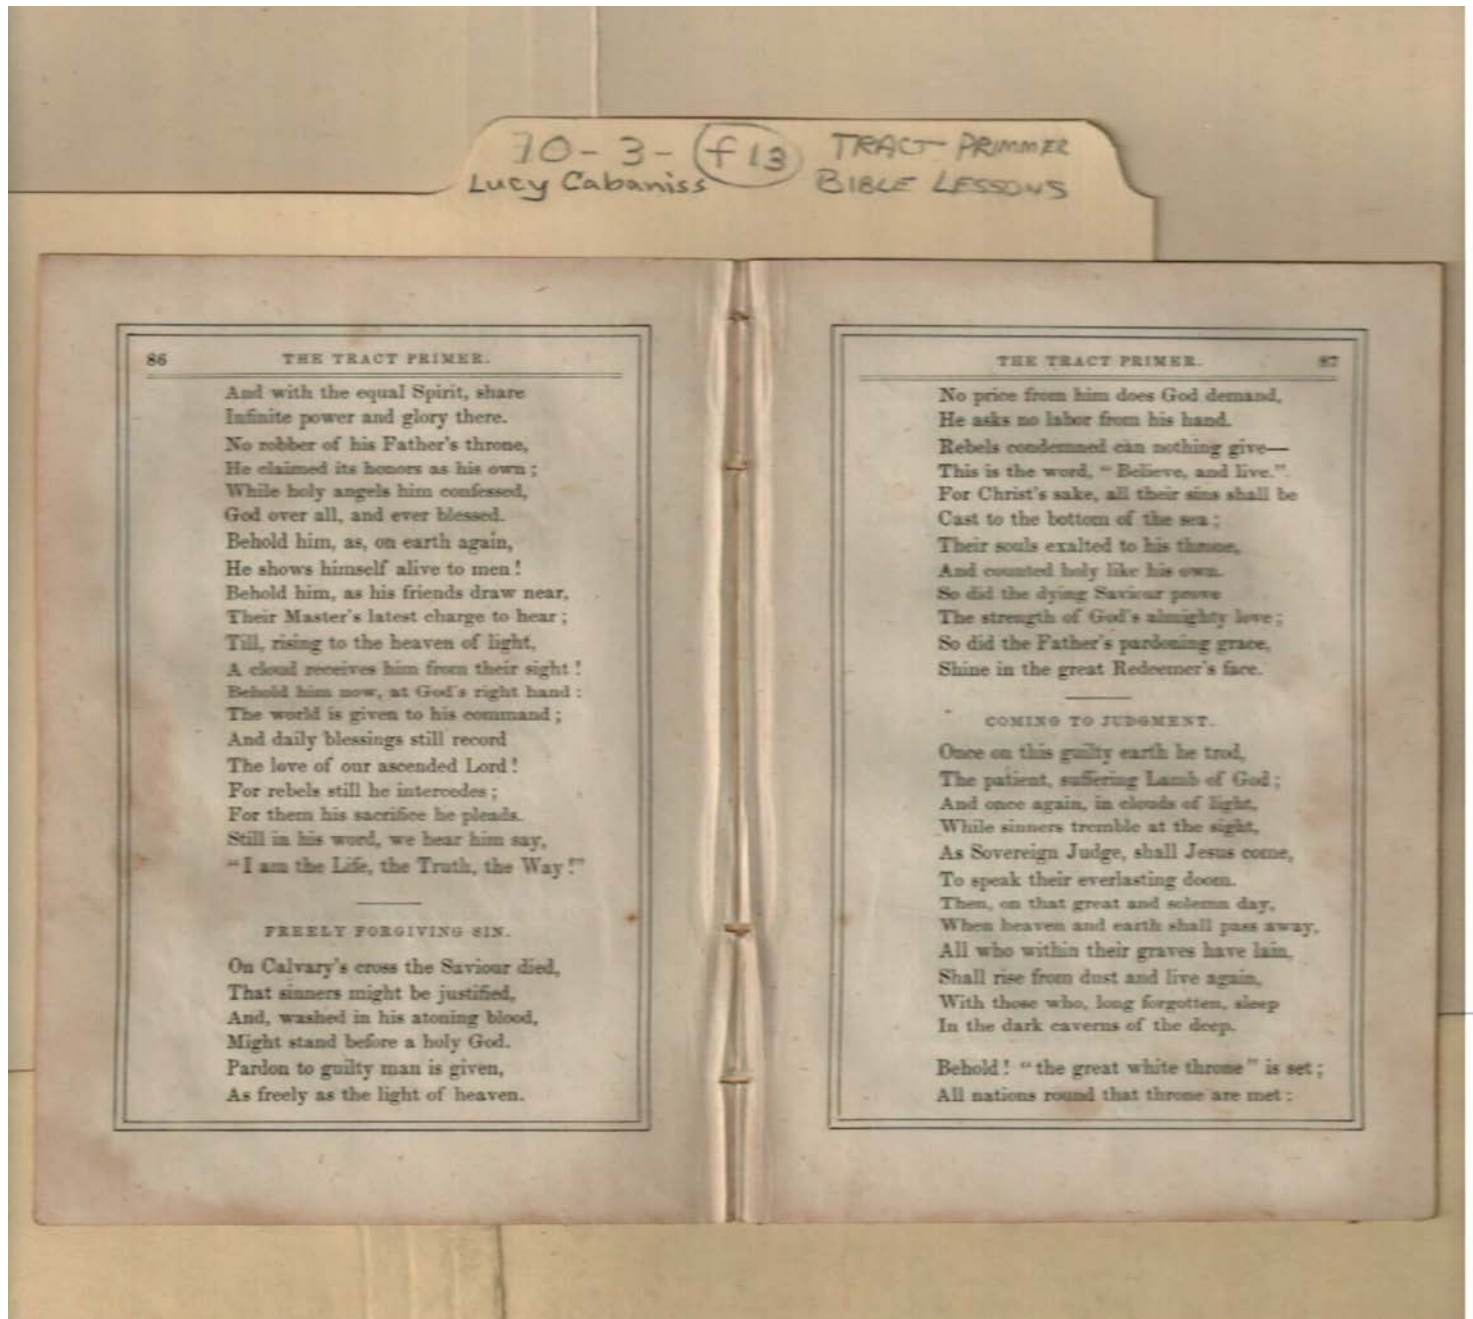 70-3-f13 TRACT PRIMMER
Lucy Cabaniss BIBLE LESSONS
86 THE TRACT PRIMER.
And with the equal Spirit, share
Infinite power and glory there.
No robber of his Father's throne,
He claimed its honors as his own;
While holy angels him confessed,
God over all, and ever blessed.
Behold him, as, on earth again,
He shows himself alive to men!
Behold him, as his friends draw near,
Their Master's latest charge to hear;
Till, rising to the heaven of light,
A cloud receives him from their sight!
Behold him now, at God's right hand:
The world is given to his command;
And daily blessings still record
The love of our ascended Lord!
For rebels still he intercedes;
For them his sacrifice he pleads.
Still in his word, we hear him say,
"I am the Life, the Truth, the Way!"
FREELY FORGIVING SIN.
On Calvary's cross the Saviour died,
That sinners might be justified,
And, washed in his atoning blood,
Might stand before a holy God.
Pardon to guilty man is given,
As freely as the light of heaven.
THE TRACT PRIMER. 87
No price from him does God demand,
He asks no labor from his hand.
Rebels condemned can nothing give—
This is the word, "Believe, and live."
For Christ's sake, all their sins shall be
Cast to the bottom of the sea;
Their souls exalted to his throne,
And counted holy like his own.
So did the dying Saviour prove
The strength of God's almighty love;
So did the Father's pardoning grace,
Shine in the great Redeemer's face.
COMING TO JUDGMENT.
Once on this guilty earth he trod,
The patient, suffering Lamb of God;
And once again, in clouds of light,
While sinners tremble at the sight,
As Sovereign Judge, shall Jesus come,
To speak their everlasting doom.
Then, on that great and solemn day,
When heaven and earth shall pass away,
All who within their graves have lain,
Shall rise from dust and live again,
With those who, long forgotten, sleep
In the dark caverns of the deep.
Behold! "the great white throne" is set;
All nations round that throne are met: